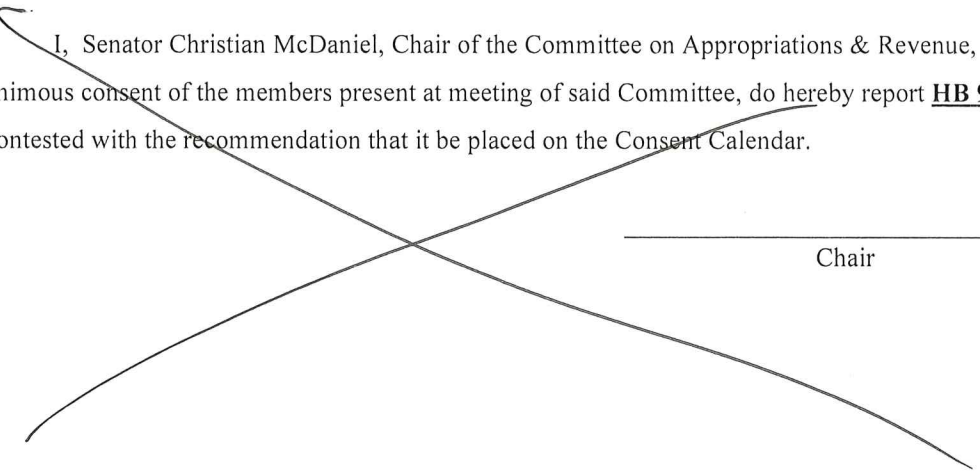 I, Senator Christian McDaniel, Chair of the Committee on Appropriations & Revenue,
nimous consent of the members present at meeting of said Committee, do hereby report HB
ontested with the recommendation that it be placed on the Consent Calendar.
Chair